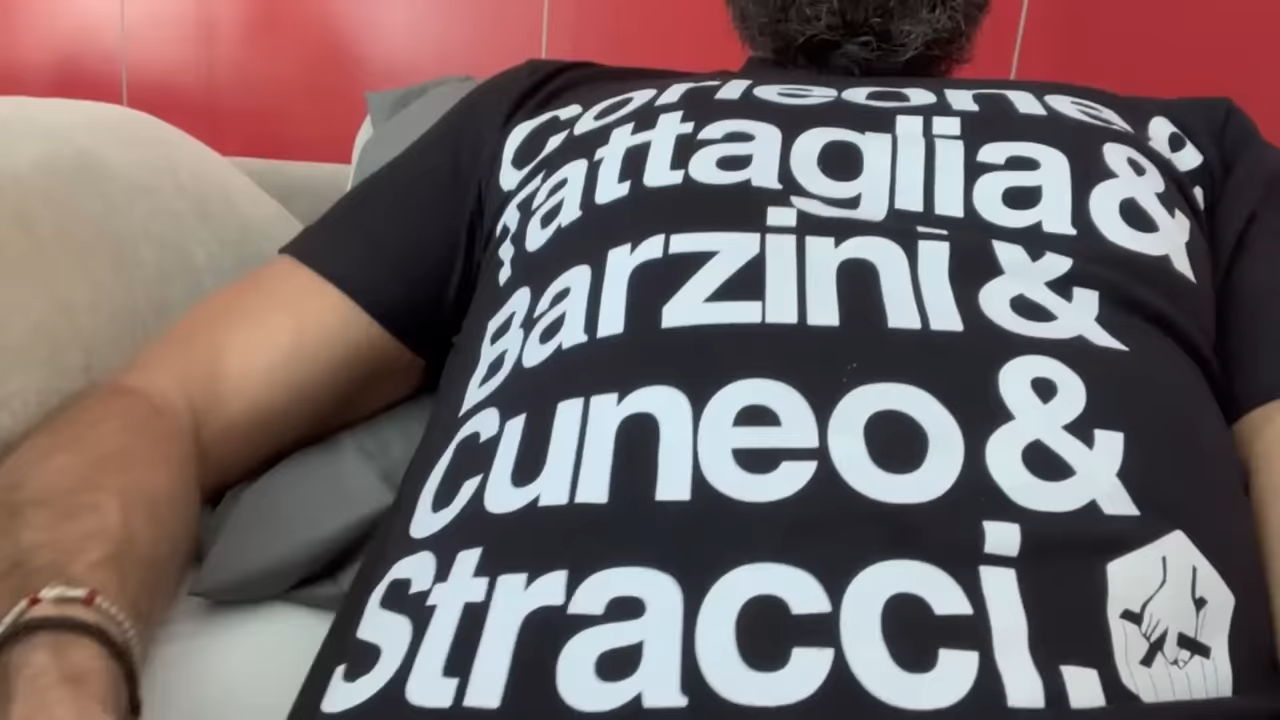 Corleone &
Tattaglia &
Barzini &
Cuneo &
Stracci.